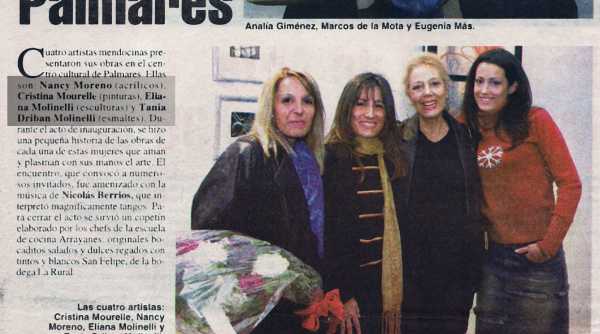 Palmares
Analía Giménez, Marcos de la Mota y Eugenia Más.
Cuatro artistas mendocinas pre-
sentaron sus obras en el cen-
tro cultural de Palmares. Ellas
son: Nancy Moreno (acrílicos),
Cristina Mourelle (pinturas), Elia-
na Molinelli (esculturas) y Tania
Driban Molinelli (esmaltes). Du-
rante el acto de inauguración, se hizo
una pequeña historia de las obras de
cada una de estas mujeres que aman
y plasman con sus manos el arte. El
encuentro, que convocó a numero-
sos invitados, fue amenizado con la
música de Nicolás Berrios, que in-
terpretó magníficamente tangos. Pa-
ra cerrar el acto se sirvió un copetín
elaborado por los chefs de la escuela
de cocina Arrayanes: originales bo-
caditos salados y dulces regados con
tintos y blancos San Felipe, de la bo-
dega La Rural.
Las cuatro artistas:
Cristina Mourelle, Nancy
Moreno, Eliana Molinelli y